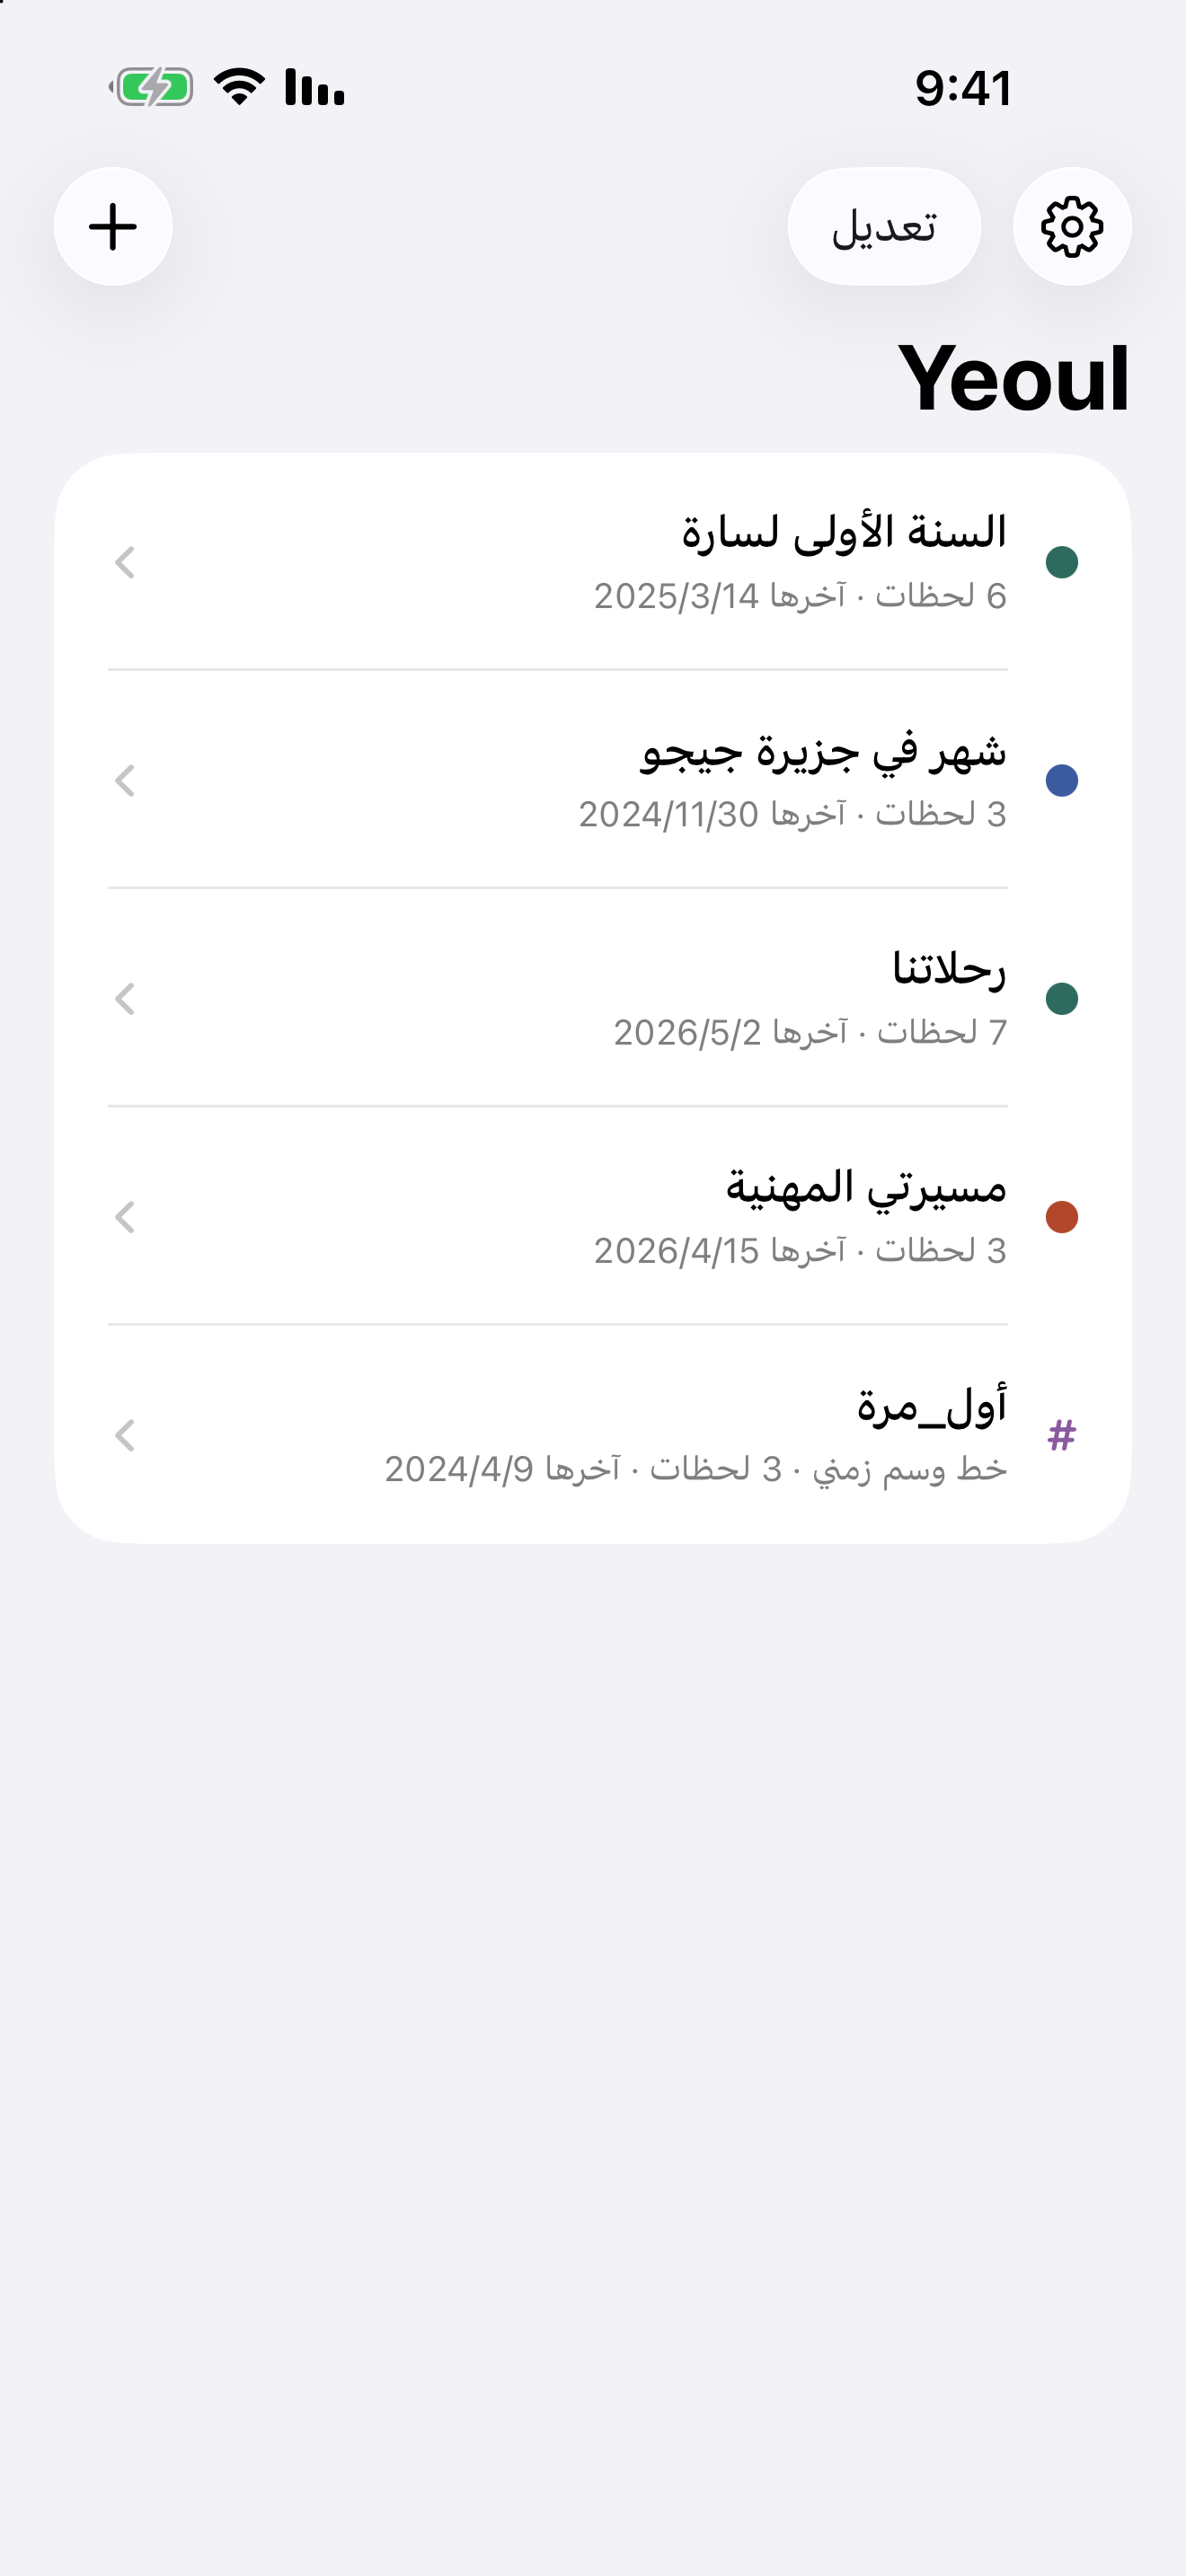 9:41
تعديل
Yeoul
السنة الأولى لسارة
6 لحظات · آخرها 2025/3/14
شهر في جزيرة جيجو
3 لحظات · آخرها 2024/11/30
رحلاتنا
7 لحظات · آخرها 2026/5/2
مسيرتي المهنية
3 لحظات · آخرها 2026/4/15
# أول_مرة
خط وسم زمني · 3 لحظات · آخرها 2024/4/9